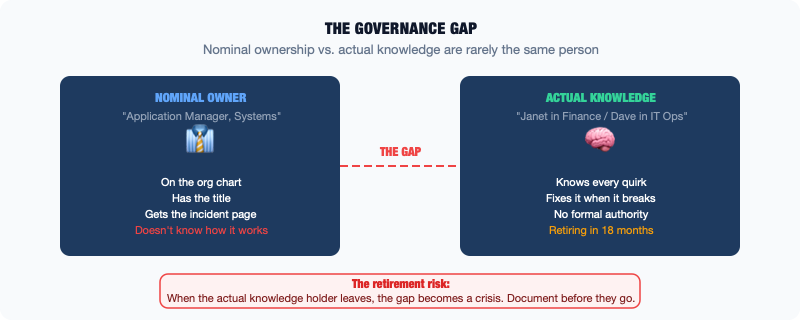 THE GOVERNANCE GAP
Nominal ownership vs. actual knowledge are rarely the same person
NOMINAL OWNER
"Application Manager, Systems"
On the org chart
Has the title
Gets the incident page
Doesn't know how it works
THE GAP
ACTUAL KNOWLEDGE
"Janet in Finance / Dave in IT Ops"
Knows every quirk
Fixes it when it breaks
No formal authority
Retiring in 18 months
The retirement risk:
When the actual knowledge holder leaves, the gap becomes a crisis. Document before they go.